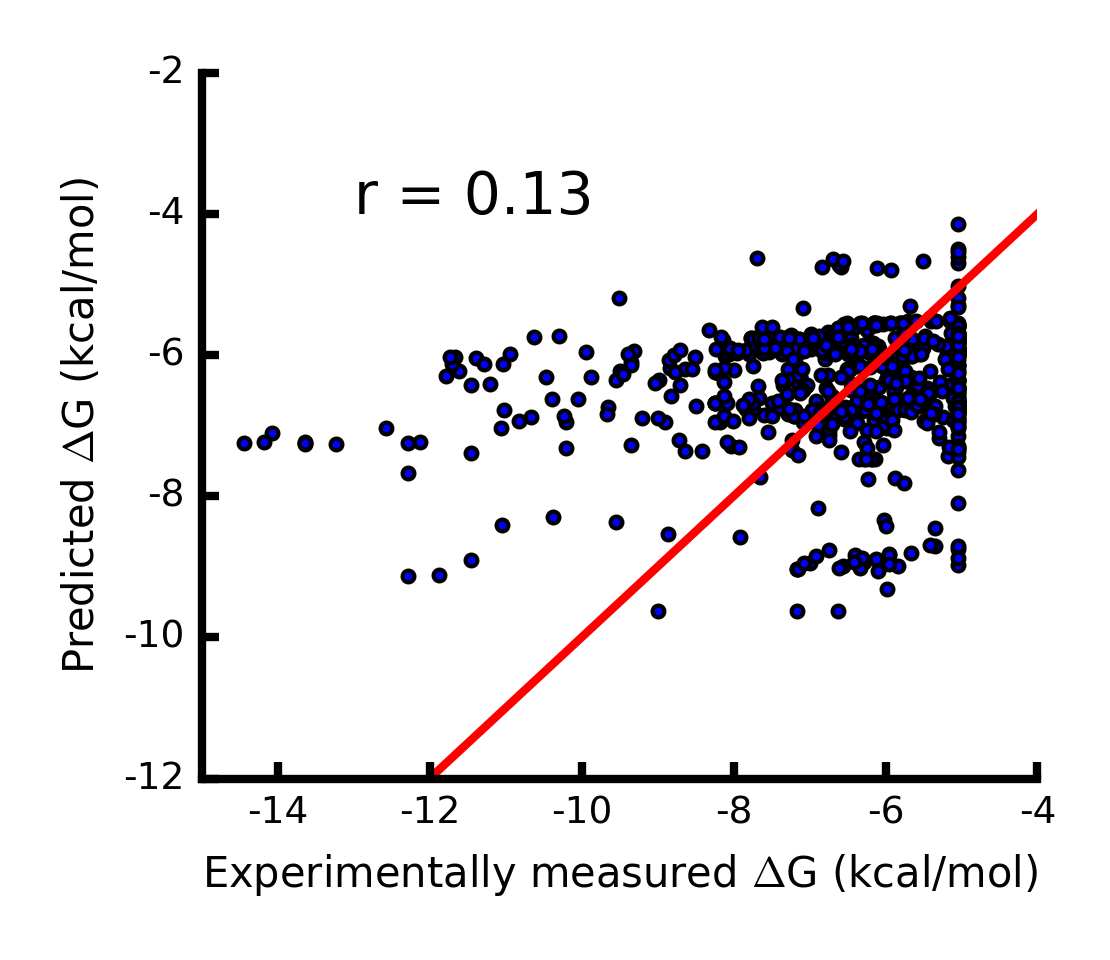 -2
r = 0.13
-4
-6
-8
-10
-12
Predicted ΔG (kcal/mol)
-14 -12 -10 -8 -6 -4
Experimentally measured ΔG (kcal/mol)